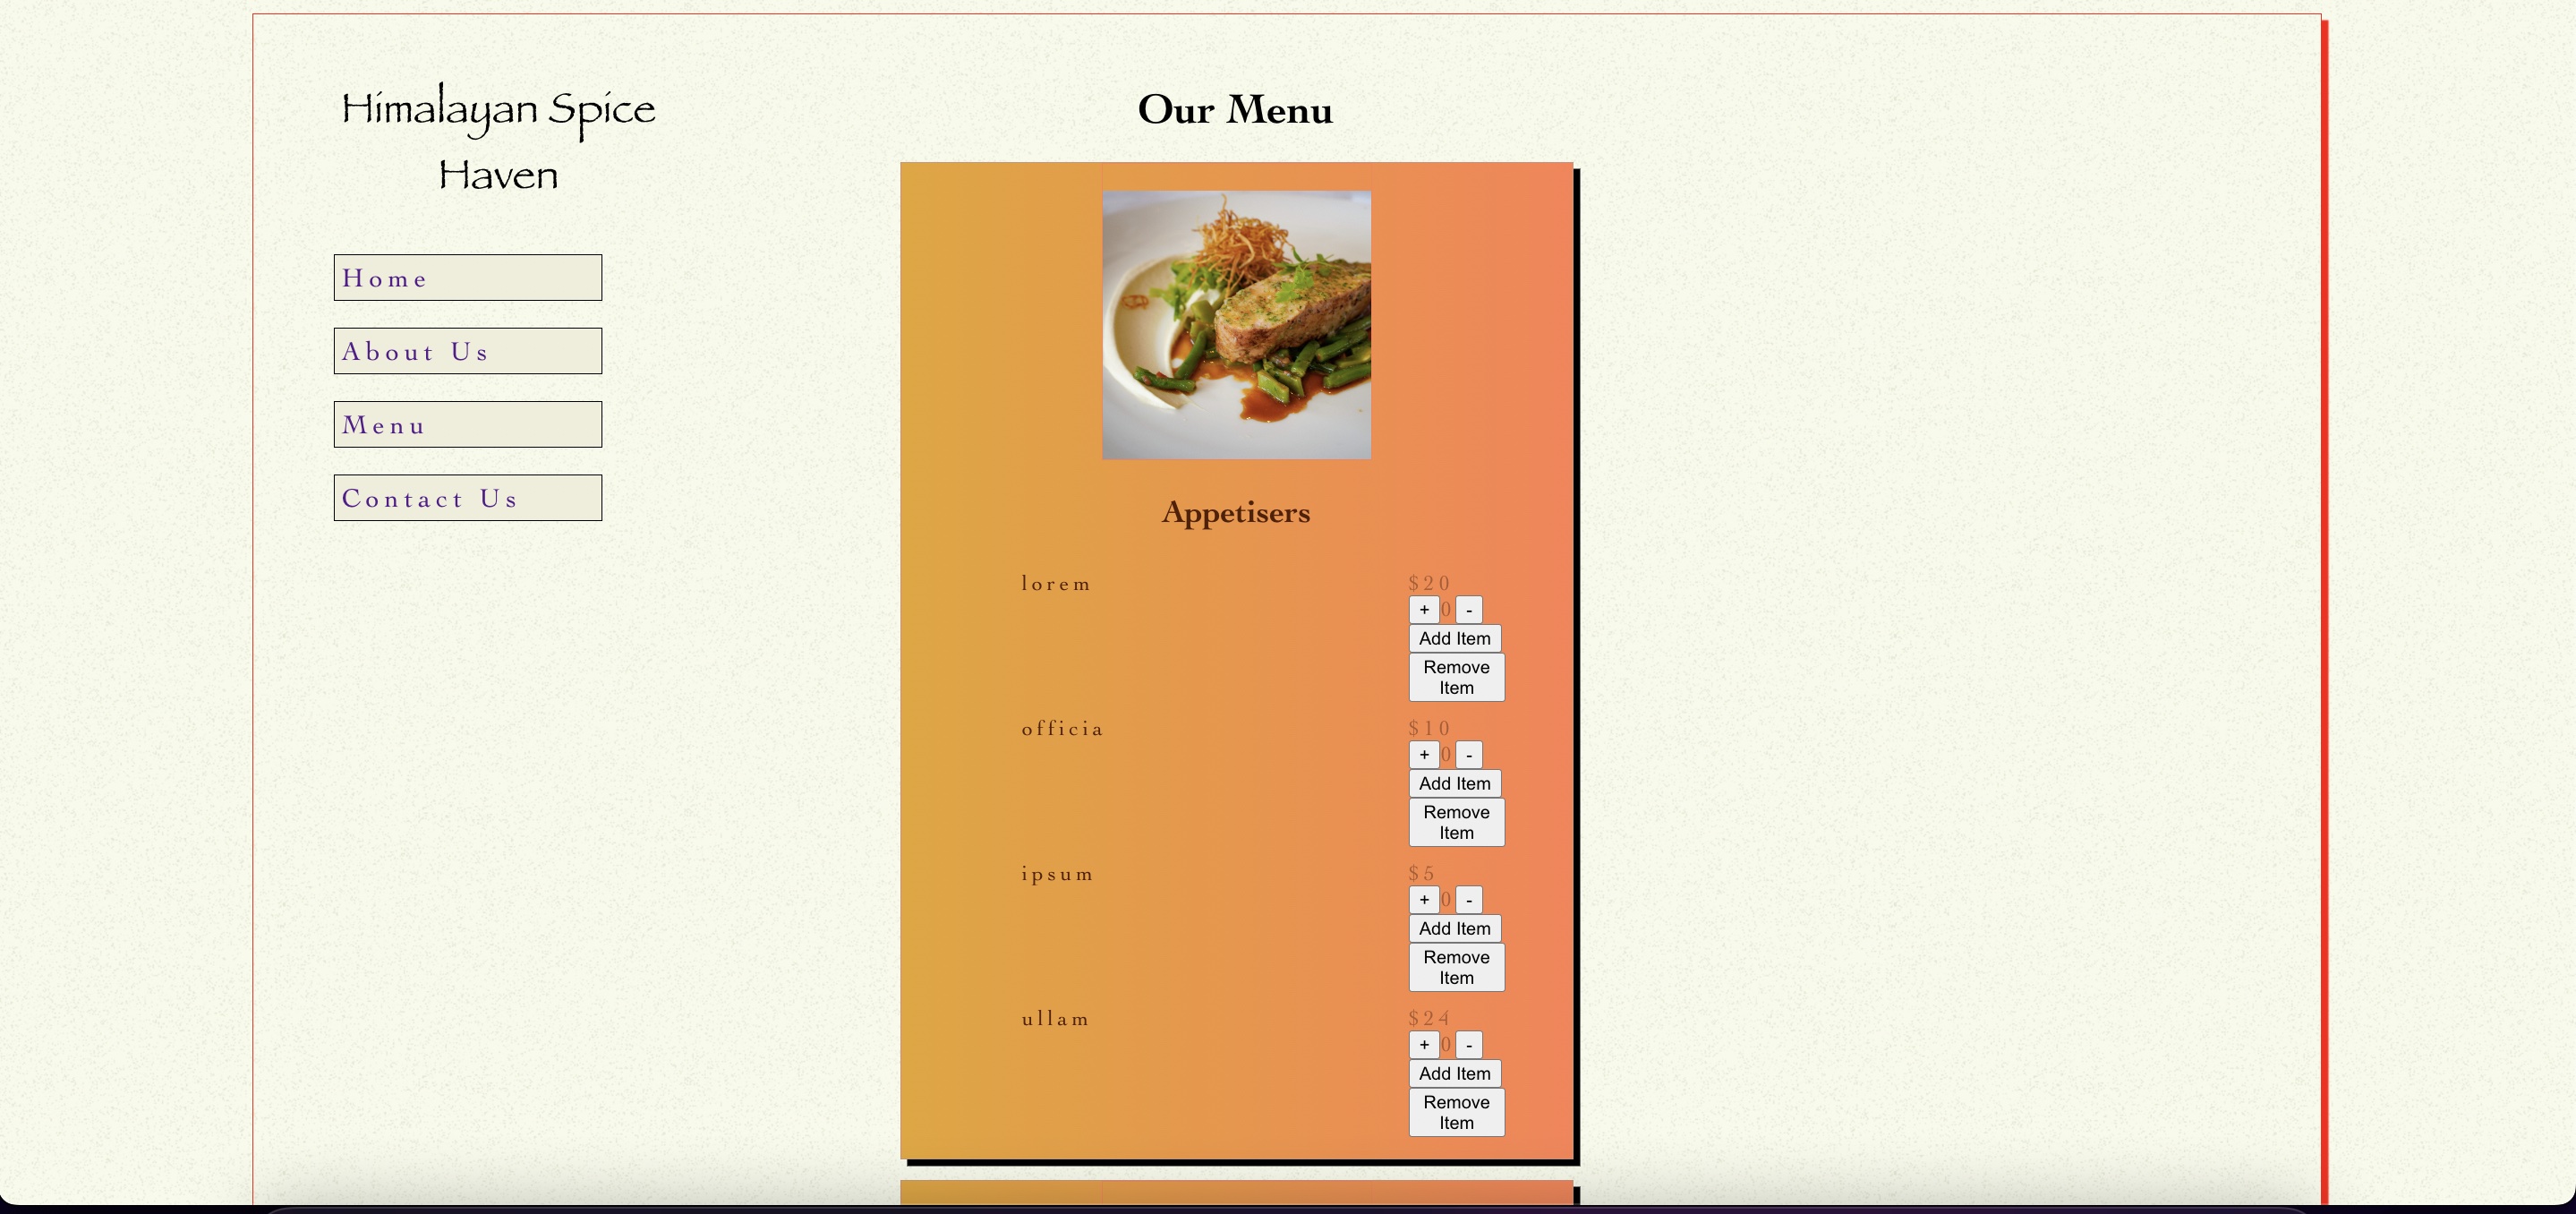 Himalayan Spice
Haven
Home
About Us
Menu
Contact Us
Our Menu
Appetisers
lorem $20
+ 0 -
Add Item
Remove
Item
officia $10
+ 0 -
Add Item
Remove
Item
ipsum $5
+ 0 -
Add Item
Remove
Item
ullam $24
+ 0 -
Add Item
Remove
Item